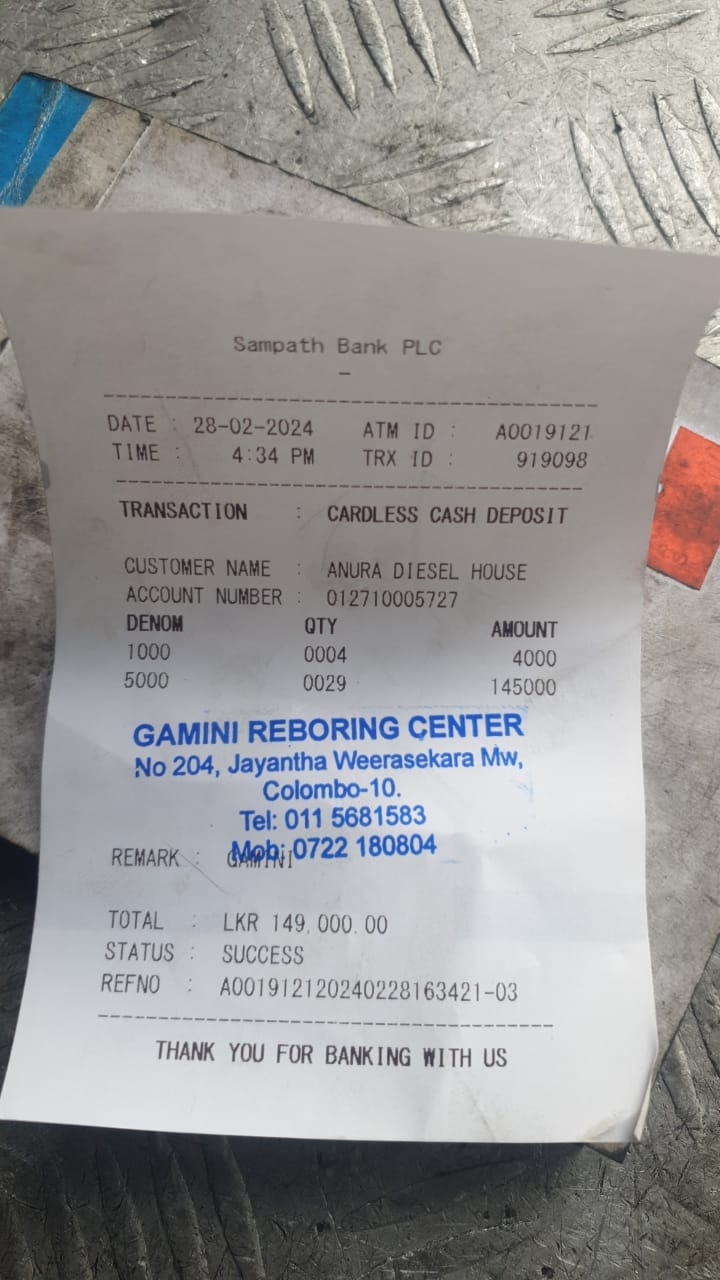 Sampath Bank PLC
DATE : 28-02-2024 ATM ID : A0019121
TIME : 4:34 PM TRX ID : 919098
TRANSACTION : CARDLESS CASH DEPOSIT
CUSTOMER NAME : ANURA DIESEL HOUSE
ACCOUNT NUMBER : 012710005727
DENOM QTY AMOUNT
1000 0004 4000
5000 0029 145000
GAMINI REBORING CENTER
No 204, Jayantha Weerasekara Mw,
Colombo-10.
Tel: 011 5681583
Mob: 0722 180804
REMARK : GAMINI
TOTAL : LKR 149,000.00
STATUS : SUCCESS
REFNO : A001912120240228163421-03
THANK YOU FOR BANKING WITH US